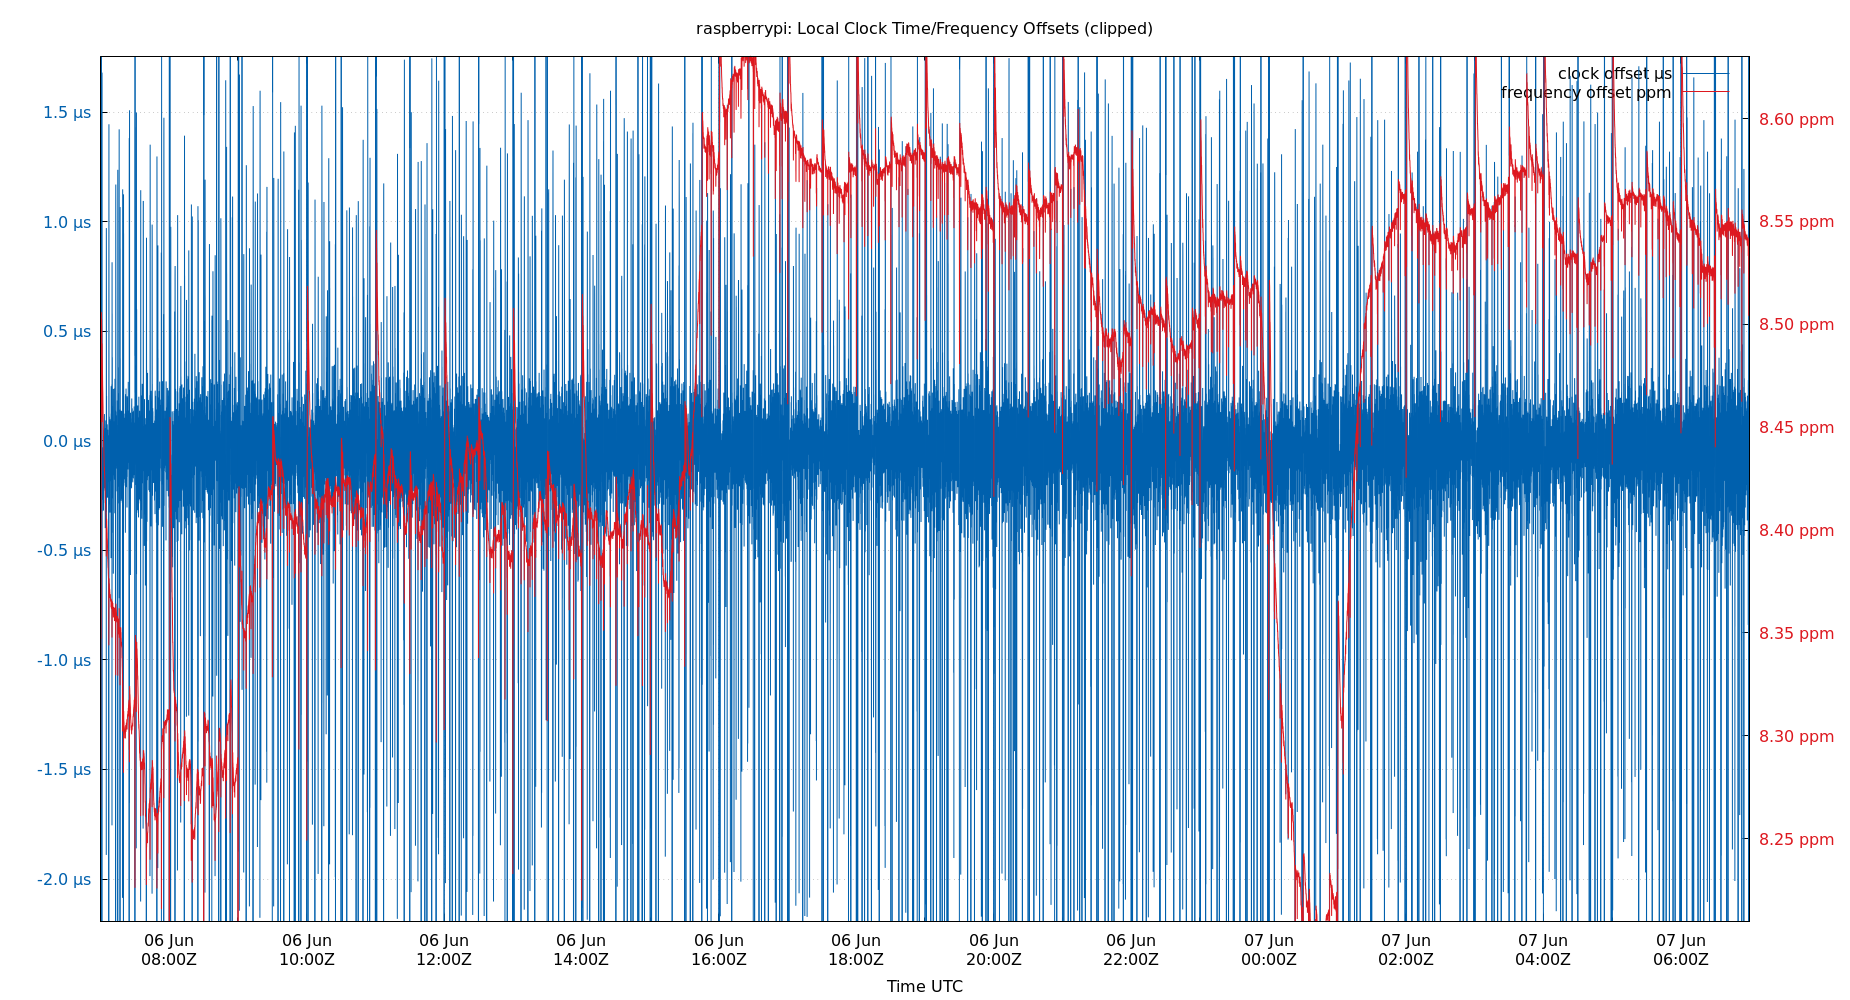 raspberrypi: Local Clock Time/Frequency Offsets (clipped)
clock offset µs
frequency offset ppm
1.5 µs
1.0 µs
0.5 µs
0.0 µs
-0.5 µs
-1.0 µs
-1.5 µs
-2.0 µs
8.60 ppm
8.55 ppm
8.50 ppm
8.45 ppm
8.40 ppm
8.35 ppm
8.30 ppm
8.25 ppm
06 Jun 06 Jun 06 Jun 06 Jun 06 Jun 06 Jun 06 Jun 06 Jun 07 Jun 07 Jun 07 Jun 07 Jun
08:00Z 10:00Z 12:00Z 14:00Z 16:00Z 18:00Z 20:00Z 22:00Z 00:00Z 02:00Z 04:00Z 06:00Z
Time UTC